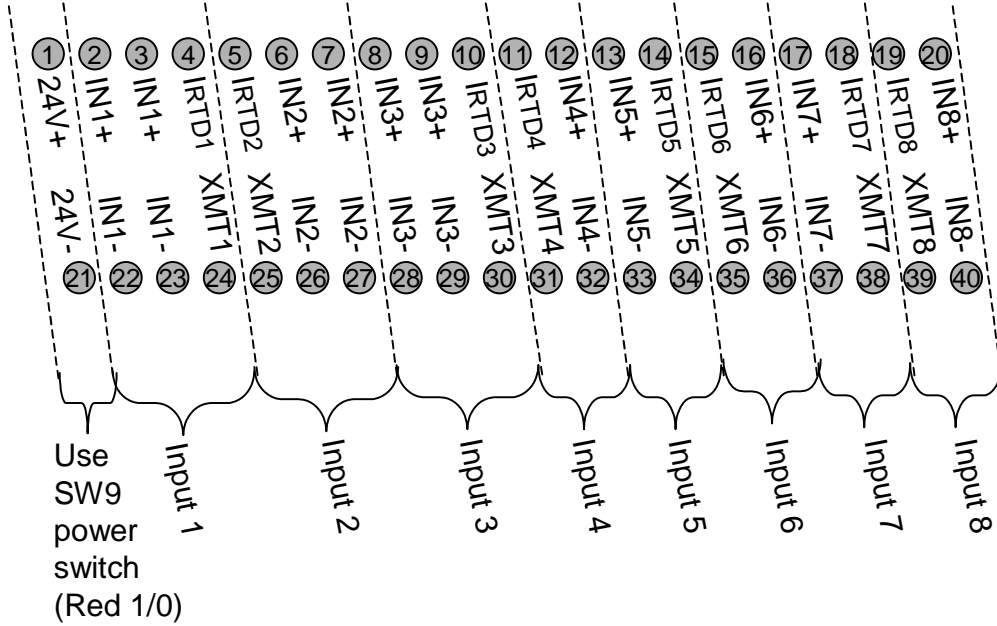 1 2 3 4 5 6 7 8 9 10 11 12 13 14 15 16 17 18 19 20
24V+ IN1+ IN1+ IRTD1 IRTD2 IN2+ IN2+ IN3+ IN3+ IRTD3 IRTD4 IN4+ IN5+ IRTD5 IRTD6 IN6+ IN7+ IRTD7 IRTD8 IN8+
24V- IN1- IN1- XMT1 XMT2 IN2- IN2- IN3- IN3- XMT3 XMT4 IN4- IN5- XMT5 XMT6 IN6- IN7- XMT7 XMT8 IN8-
21 22 23 24 25 26 27 28 29 30 31 32 33 34 35 36 37 38 39 40
Use
SW9
power
switch
(Red 1/0)
Input 1
Input 2
Input 3
Input 4
Input 5
Input 6
Input 7
Input 8